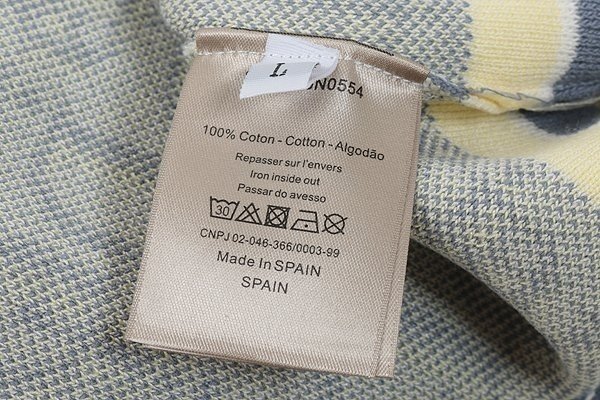 L
N0554
100% Coton - Cotton - Algodão
Repasser sur l'envers
Iron inside out
Passar do avesso
30
CNPJ 02-046-366/0003-99
Made In SPAIN
SPAIN